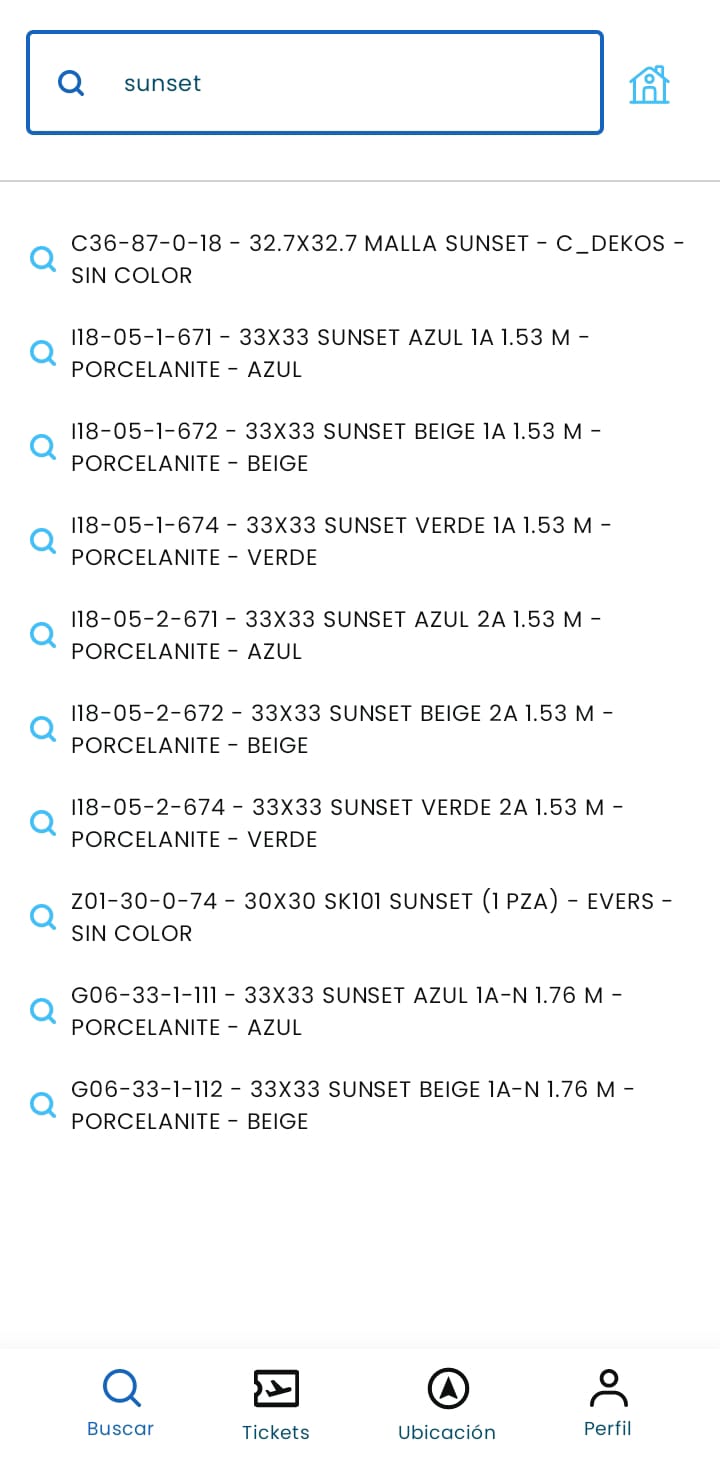 sunset
C36-87-0-18 - 32.7X32.7 MALLA SUNSET - C_DEKOS -
SIN COLOR
I18-05-1-671 - 33X33 SUNSET AZUL 1A 1.53 M -
PORCELANITE - AZUL
I18-05-1-672 - 33X33 SUNSET BEIGE 1A 1.53 M -
PORCELANITE - BEIGE
I18-05-1-674 - 33X33 SUNSET VERDE 1A 1.53 M -
PORCELANITE - VERDE
I18-05-2-671 - 33X33 SUNSET AZUL 2A 1.53 M -
PORCELANITE - AZUL
I18-05-2-672 - 33X33 SUNSET BEIGE 2A 1.53 M -
PORCELANITE - BEIGE
I18-05-2-674 - 33X33 SUNSET VERDE 2A 1.53 M -
PORCELANITE - VERDE
Z01-30-0-74 - 30X30 SK101 SUNSET (1 PZA) - EVERS -
SIN COLOR
G06-33-1-111 - 33X33 SUNSET AZUL 1A-N 1.76 M -
PORCELANITE - AZUL
G06-33-1-112 - 33X33 SUNSET BEIGE 1A-N 1.76 M -
PORCELANITE - BEIGE
Buscar
Tickets
Ubicación
Perfil